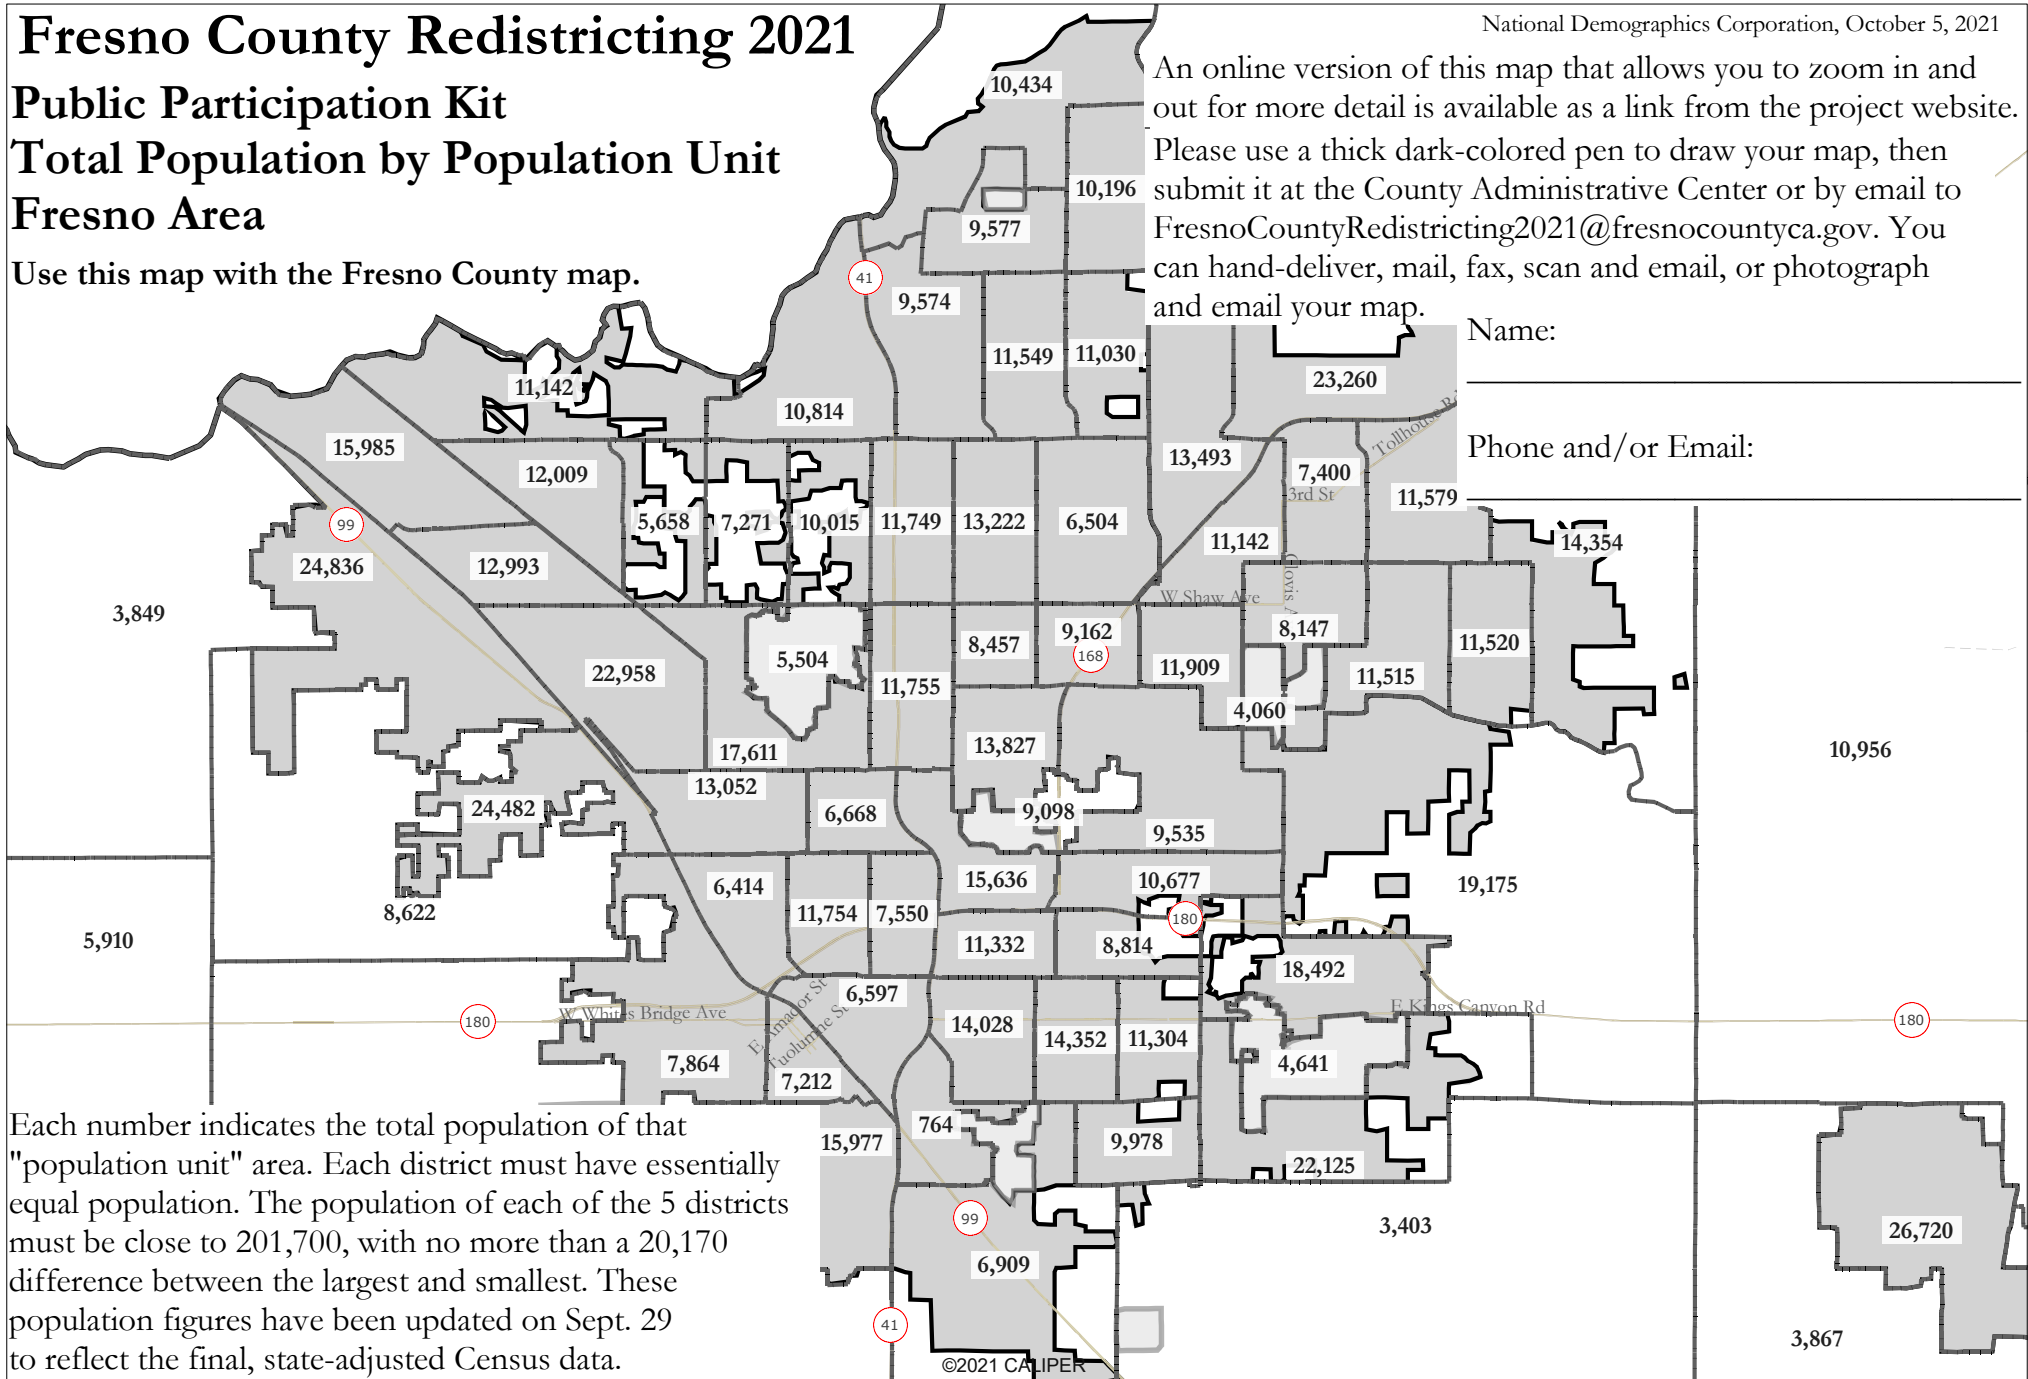 Fresno County Redistricting 2021
Public Participation Kit
Total Population by Population Unit
Fresno Area
Use this map with the Fresno County map.
National Demographics Corporation, October 5, 2021
An online version of this map that allows you to zoom in and
out for more detail is available as a link from the project website.
Please use a thick dark-colored pen to draw your map, then
submit it at the County Administrative Center or by email to
FresnoCountyRedistricting2021@fresnocountyca.gov. You
can hand-deliver, mail, fax, scan and email, or photograph
and email your map.
Name:
Phone and/or Email:
10,434
10,196
9,577
41
9,574
11,549
11,030
11,142
23,260
10,814
Tollhouse
15,985
12,009
13,493
7,400
3rd St
11,579
99
5,658
7,271
10,015
11,749
13,222
6,504
11,142
14,354
24,836
12,993
Clovis
3,849
W Shaw Ave
8,147
9,162
8,457
168
11,909
11,520
5,504
22,958
11,755
11,515
4,060
13,827
17,611
10,956
13,052
24,482
6,668
9,098
9,535
15,636
10,677
6,414
19,175
8,622
11,754
7,550
180
5,910
11,332
8,814
18,492
6,597
180
W Whites Bridge Ave
E Amador St
Tuolumne St
14,028
14,352
11,304
E Kings Canyon Rd
180
7,864
7,212
4,641
764
15,977
9,978
22,125
99
3,403
26,720
6,909
41
3,867
Each number indicates the total population of that
"population unit" area. Each district must have essentially
equal population. The population of each of the 5 districts
must be close to 201,700, with no more than a 20,170
difference between the largest and smallest. These
population figures have been updated on Sept. 29
to reflect the final, state-adjusted Census data.
©2021 CALIPER